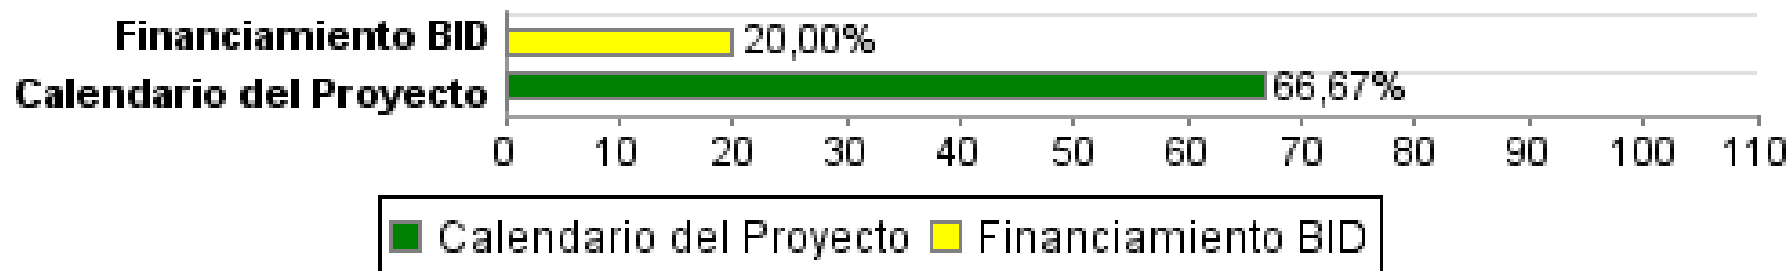 Financiamiento BID
20,00%
Calendario del Proyecto
66,67%
0 10 20 30 40 50 60 70 80 90 100 110
Calendario del Proyecto Financiamiento BID